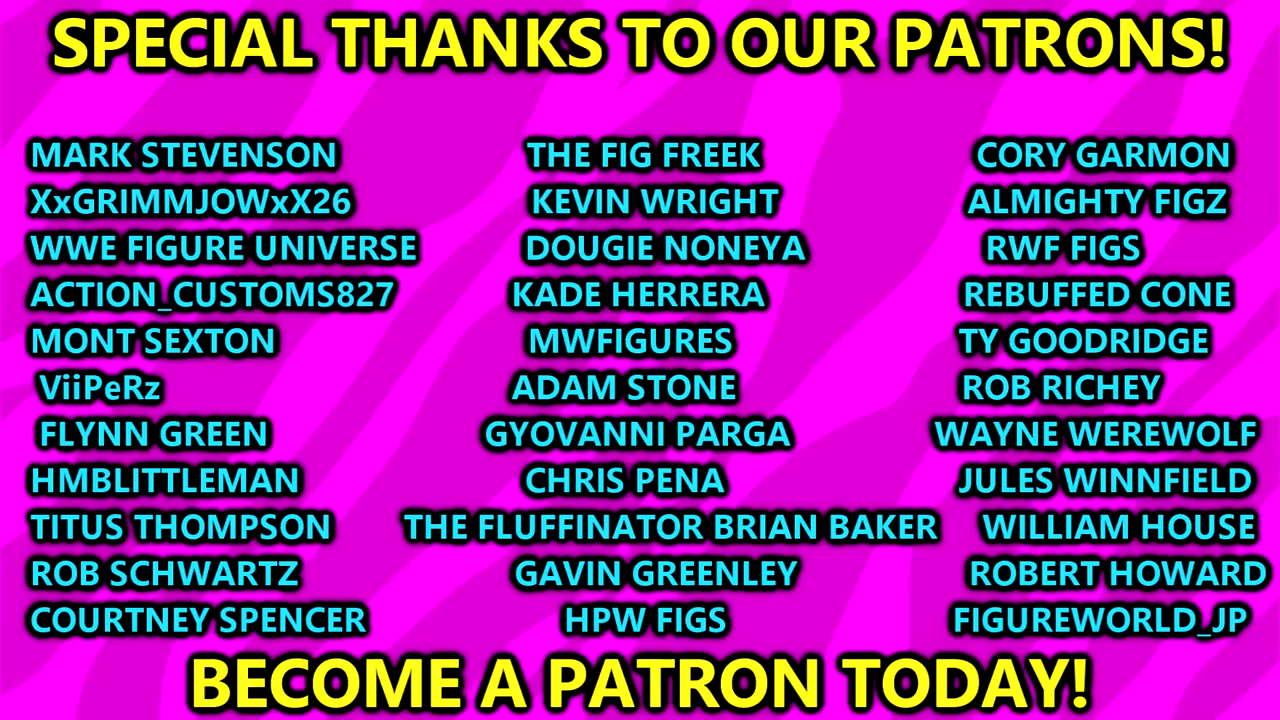 SPECIAL THANKS TO OUR PATRONS!
MARK STEVENSON
XxGRIMMJOWxX26
WWE FIGURE UNIVERSE
ACTION_CUSTOMS827
MONT SEXTON
ViiPeRz
FLYNN GREEN
HMBLITTLEMAN
TITUS THOMPSON
ROB SCHWARTZ
COURTNEY SPENCER
THE FIG FREEK
KEVIN WRIGHT
DOUGIE NONEYA
KADE HERRERA
MWFIGURES
ADAM STONE
GYOVANNI PARGA
CHRIS PENA
THE FLUFFINATOR BRIAN BAKER
GAVIN GREENLEY
HPW FIGS
CORY GARMON
ALMIGHTY FIGZ
RWF FIGS
REBUFFED CONE
TY GOODRIDGE
ROB RICHEY
WAYNE WEREWOLF
JULES WINNFIELD
WILLIAM HOUSE
ROBERT HOWARD
FIGUREWORLD_JP
BECOME A PATRON TODAY!